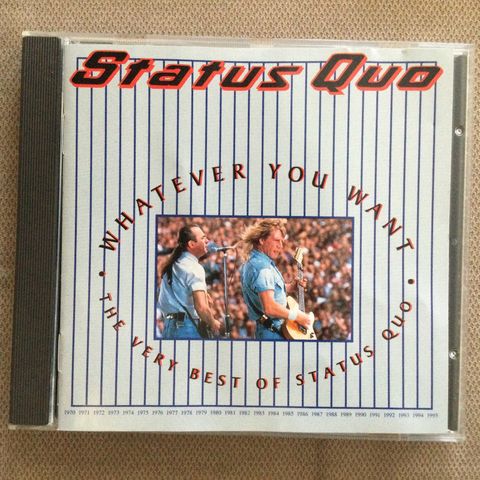 Status Quo
• WHATEVER YOU WANT •
THE VERY BEST OF STATUS QUO
1970 1971 1972 1973 1974 1975 1976 1977 1978 1979 1980 1981 1982 1983 1984 1985 1986 1987 1988 1989 1990 1991 1992 1993 1994 1995